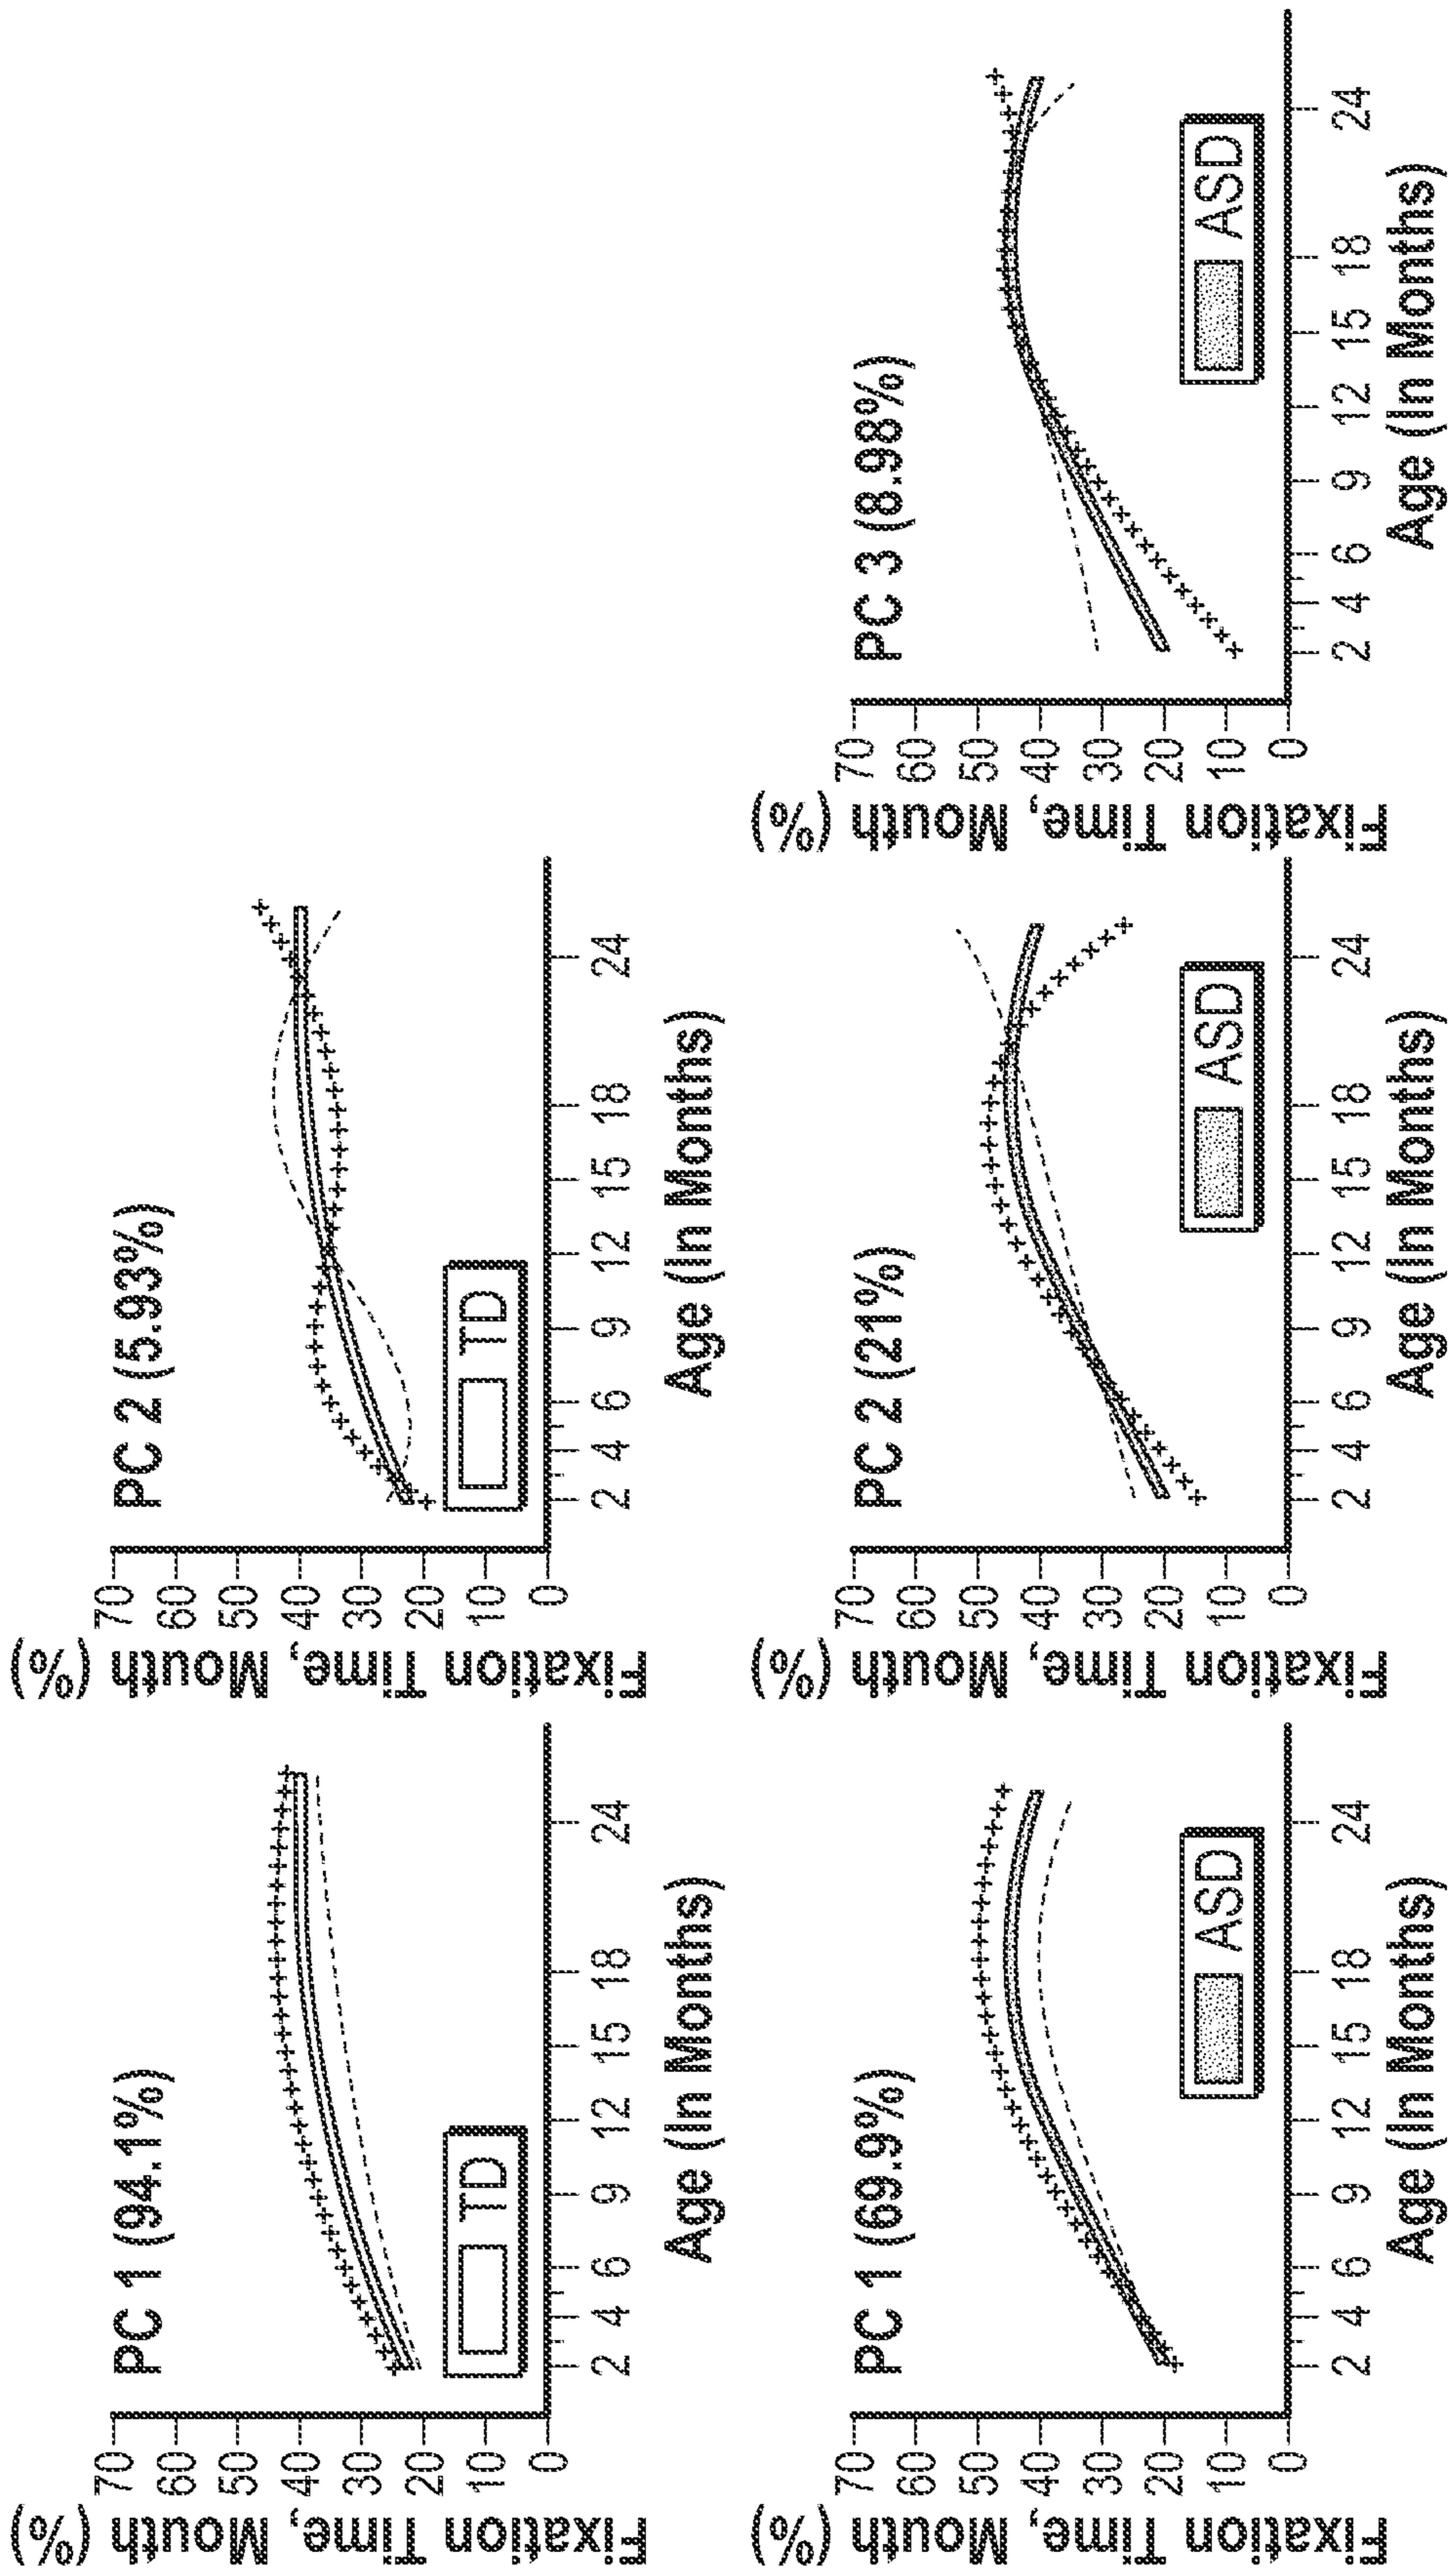 PC 1 (94.1%)
Fixation Time, Mouth
(%)
70
60
50
40
30
20
10
0
TD
2 4 6 9 12 15 18 24
Age (In Months)
PC 2 (5.93%)
Fixation Time, Mouth
(%)
70
60
50
40
30
20
10
0
TD
2 4 6 9 12 15 18 24
Age (In Months)
PC 1 (69.9%)
Fixation Time, Mouth
(%)
70
60
50
40
30
20
10
0
ASD
2 4 6 9 12 15 18 24
Age (In Months)
PC 2 (21%)
Fixation Time, Mouth
(%)
70
60
50
40
30
20
10
0
ASD
2 4 6 9 12 15 18 24
Age (In Months)
PC 3 (8.98%)
Fixation Time, Mouth
(%)
70
60
50
40
30
20
10
0
ASD
2 4 6 9 12 15 18 24
Age (In Months)